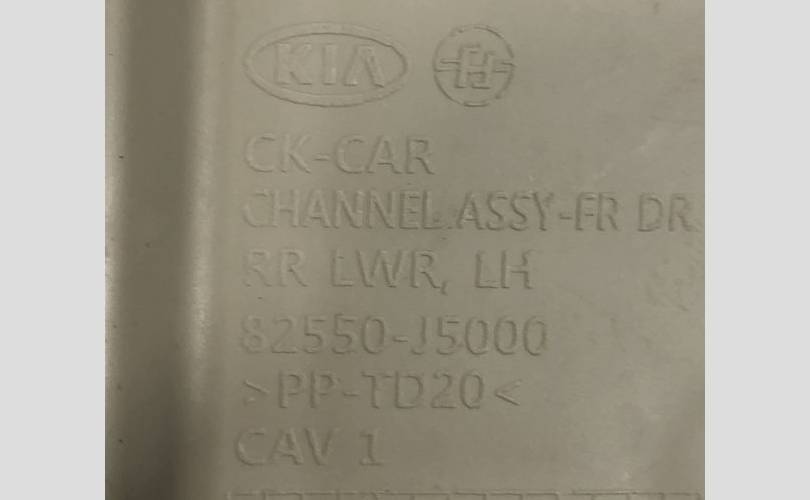 KIA H
CK-CAR
CHANNEL ASSY-FR DR
RR LWR, LH
82550-J5000
>PP-TD20<
CAV 1